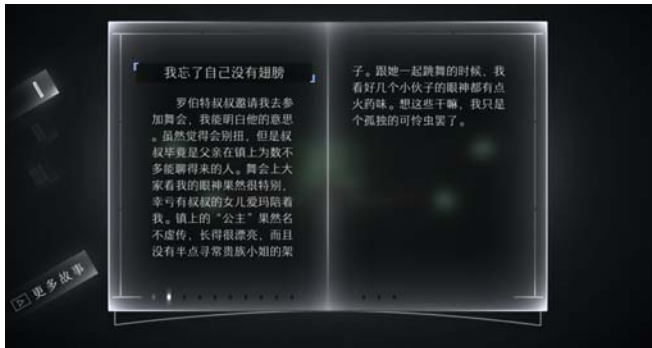 我忘了自己没有翅膀
罗伯特叔叔邀请我去参
加舞会，我能明白他的意思
。虽然觉得会别扭，但是叔
叔毕竟是父亲在镇上为数不
多能聊得来的人。舞会上大
家看我的眼神果然很特别，
幸亏有叔叔的女儿爱玛陪着
我。镇上的“公主”果然名
不虚传，长得很漂亮，而且
没有半点寻常贵族小姐的架
子。跟她一起跳舞的时候，我
看好几个小伙子的眼神都有点
火药味。想这些干嘛，我只是
个孤独的可怜虫罢了。
更多故事